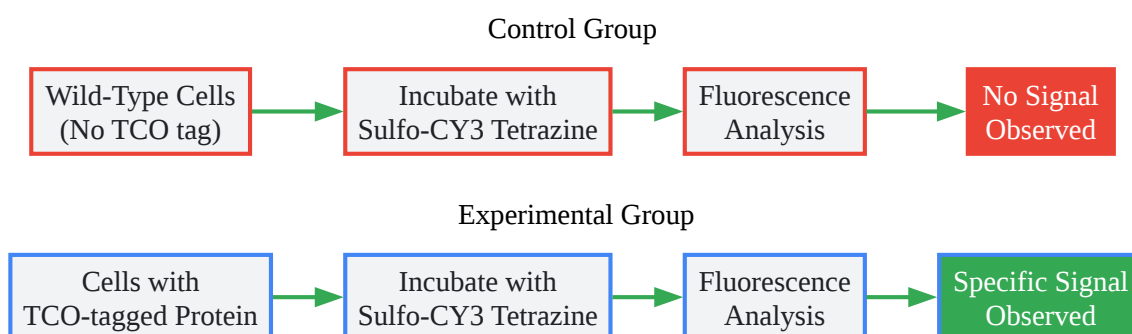 Control Group
Wild-Type Cells
(No TCO tag)
Incubate with
Sulfo-CY3 Tetrazine
Fluorescence
Analysis
No Signal
Observed
Experimental Group
Cells with
TCO-tagged Protein
Incubate with
Sulfo-CY3 Tetrazine
Fluorescence
Analysis
Specific Signal
Observed